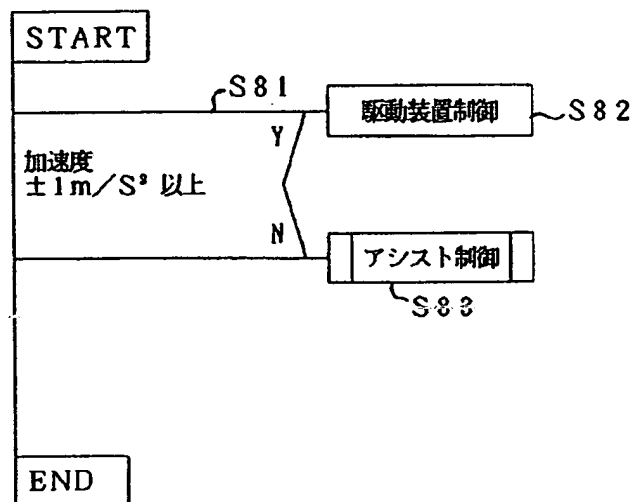 START
S81
駆動装置制御
S82
Y
加速度
±1m/S² 以上
N
アシスト制御
S83
END